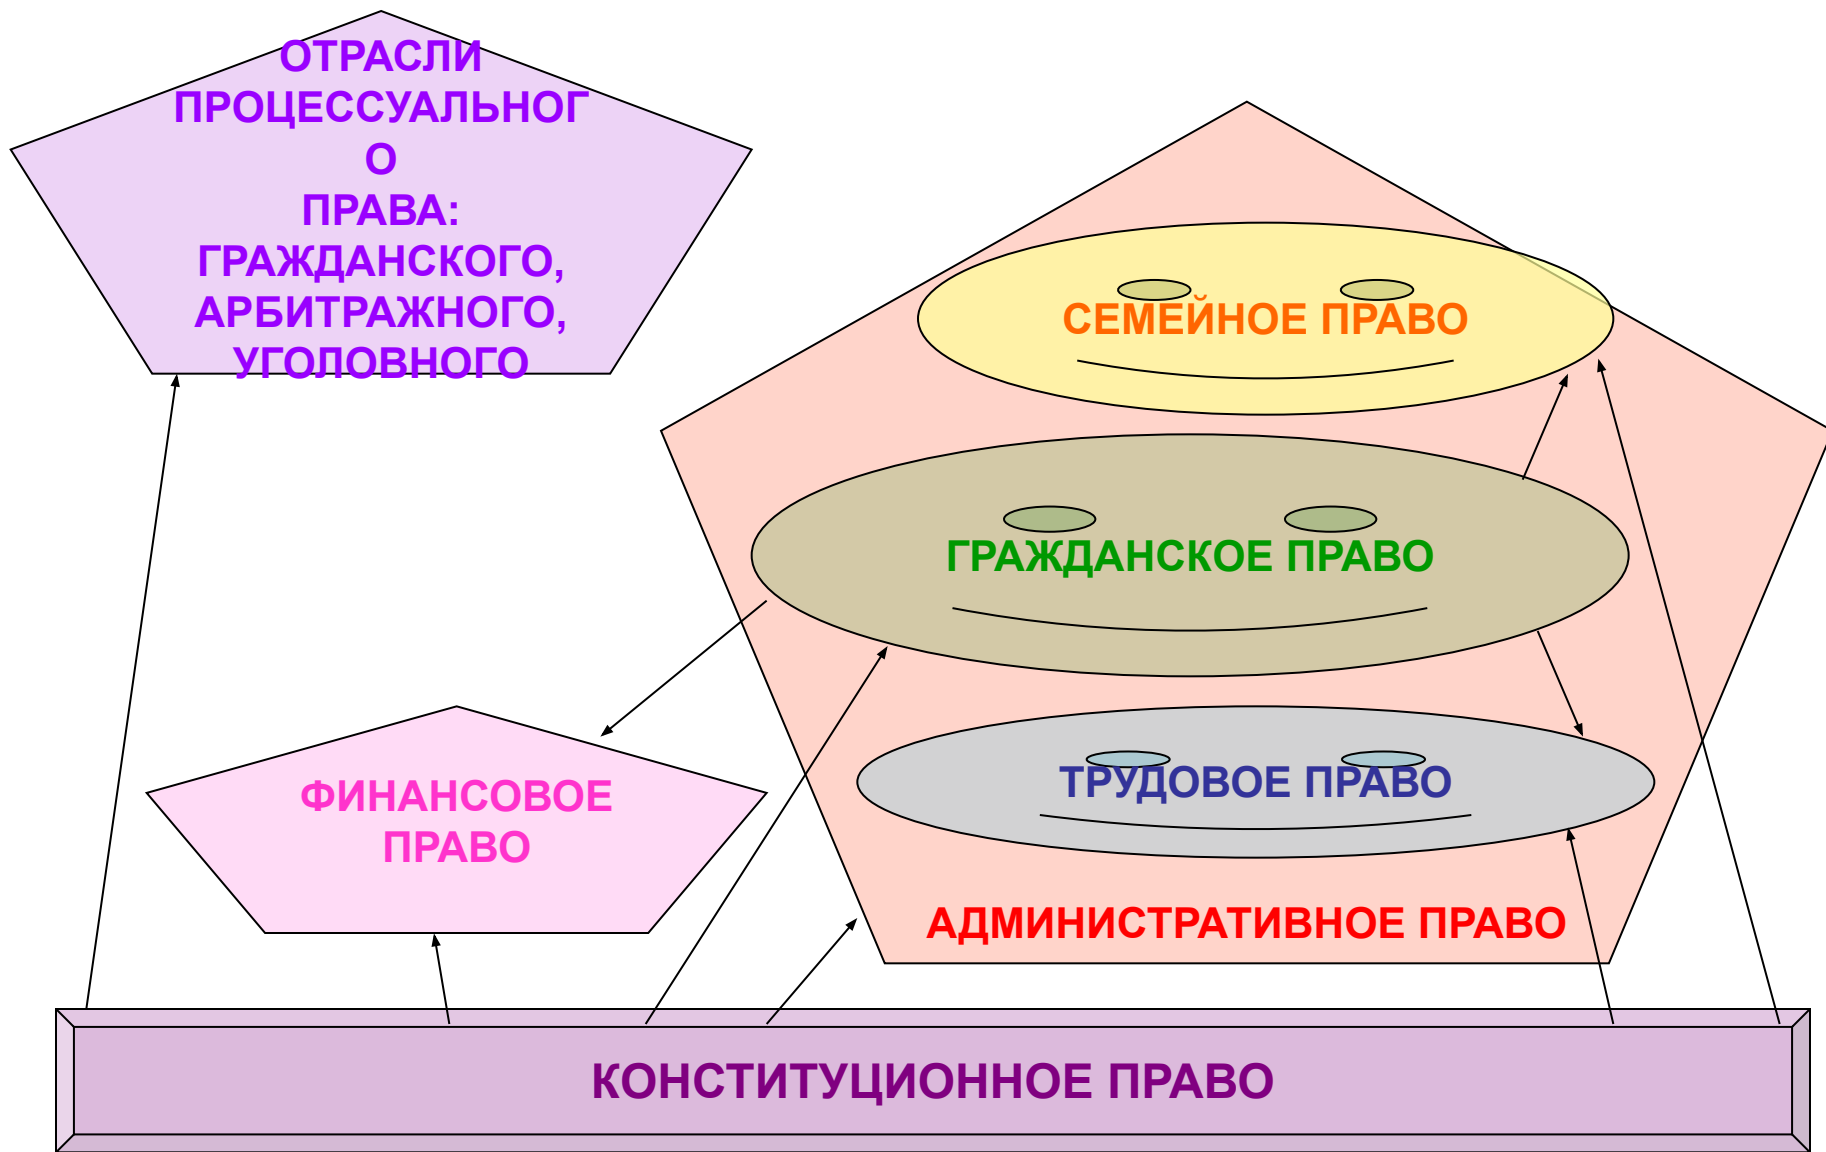 ОТРАСЛИ
ПРОЦЕССУАЛЬНОГ
О
ПРАВА:
ГРАЖДАНСКОГО,
АРБИТРАЖНОГО,
УГОЛОВНОГО
СЕМЕЙНОЕ ПРАВО
ГРАЖДАНСКОЕ ПРАВО
ТРУДОВОЕ ПРАВО
ФИНАНСОВОЕ
ПРАВО
АДМИНИСТРАТИВНОЕ ПРАВО
КОНСТИТУЦИОННОЕ ПРАВО